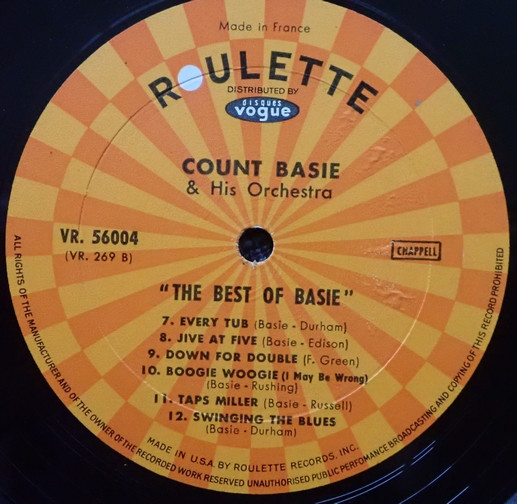 Made in France
ROULETTE
DISTRIBUTED BY
disques
vogue
COUNT BASIE
& His Orchestra
VR. 56004
(VR. 269 B)
CHAPPELL
"THE BEST OF BASIE"
7. EVERY TUB (Basie - Durham)
8. JIVE AT FIVE (Basie - Edison)
9. DOWN FOR DOUBLE (F. Green)
10. BOOGIE WOOGIE (I May Be Wrong)
(Basie - Rushing)
11. TAPS MILLER (Basie - Russell)
12. SWINGING THE BLUES
(Basie - Durham)
MADE IN U.S.A. BY ROULETTE RECORDS, INC.
ALL RIGHTS OF THE MANUFACTURER AND OF THE OWNER OF THE RECORDED WORK RESERVED UNAUTHORISED PUBLIC PERFOMANCE BROADCASTING AND COPYING OF THIS RECORD PROHIBITED